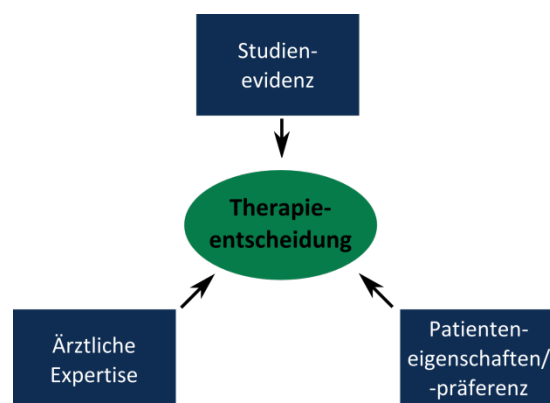 Studien-
evidenz
Therapie-
entscheidung
Ärztliche
Expertise
Patienten-
eigenschaften/
-präferenz